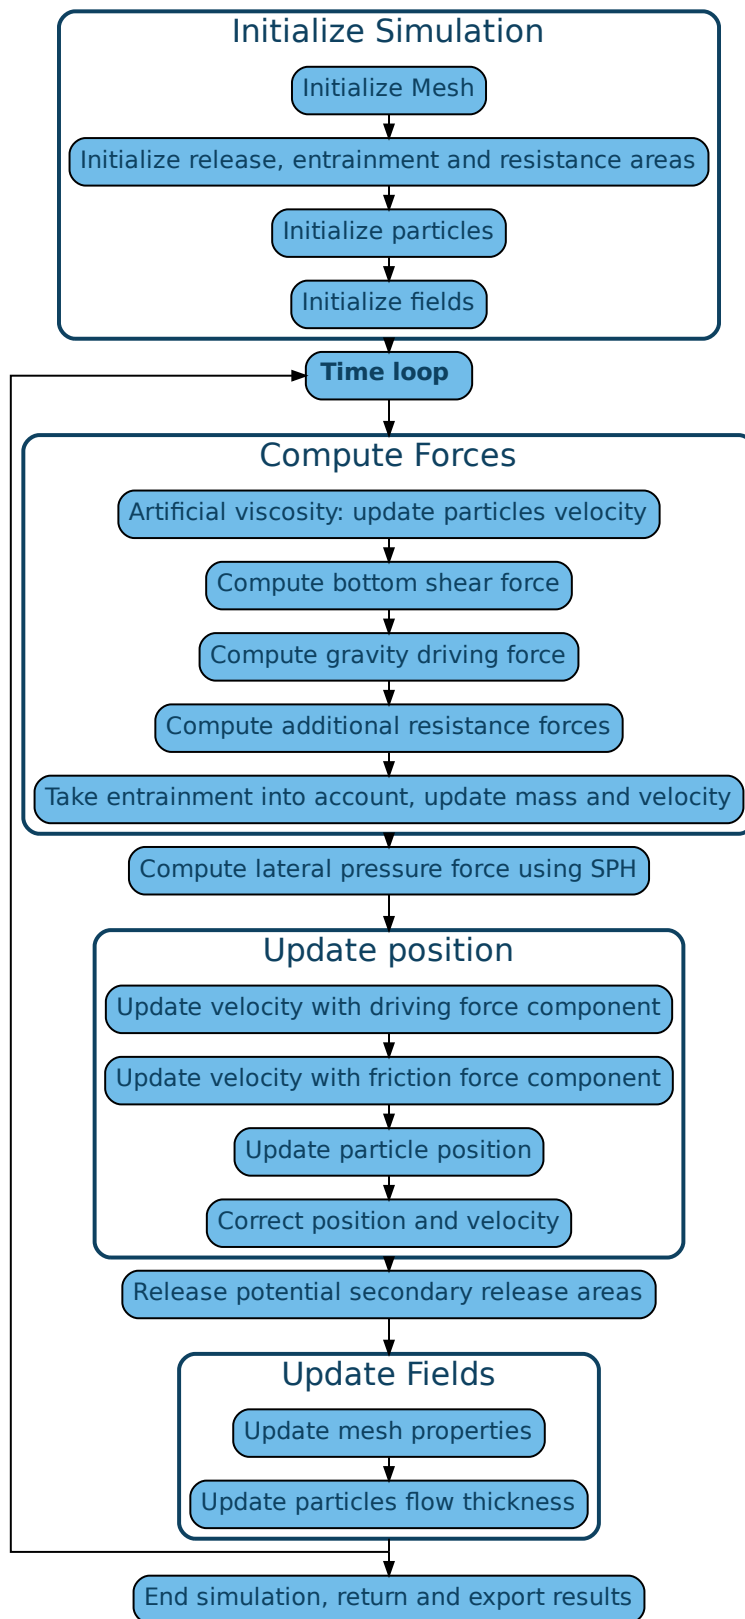 Initialize Simulation
Initialize Mesh
Initialize release, entrainment and resistance areas
Initialize particles
Initialize fields
Time loop
Compute Forces
Artificial viscosity: update particles velocity
Compute bottom shear force
Compute gravity driving force
Compute additional resistance forces
Take entrainment into account, update mass and velocity
Compute lateral pressure force using SPH
Update position
Update velocity with driving force component
Update velocity with friction force component
Update particle position
Correct position and velocity
Release potential secondary release areas
Update Fields
Update mesh properties
Update particles flow thickness
End simulation, return and export results